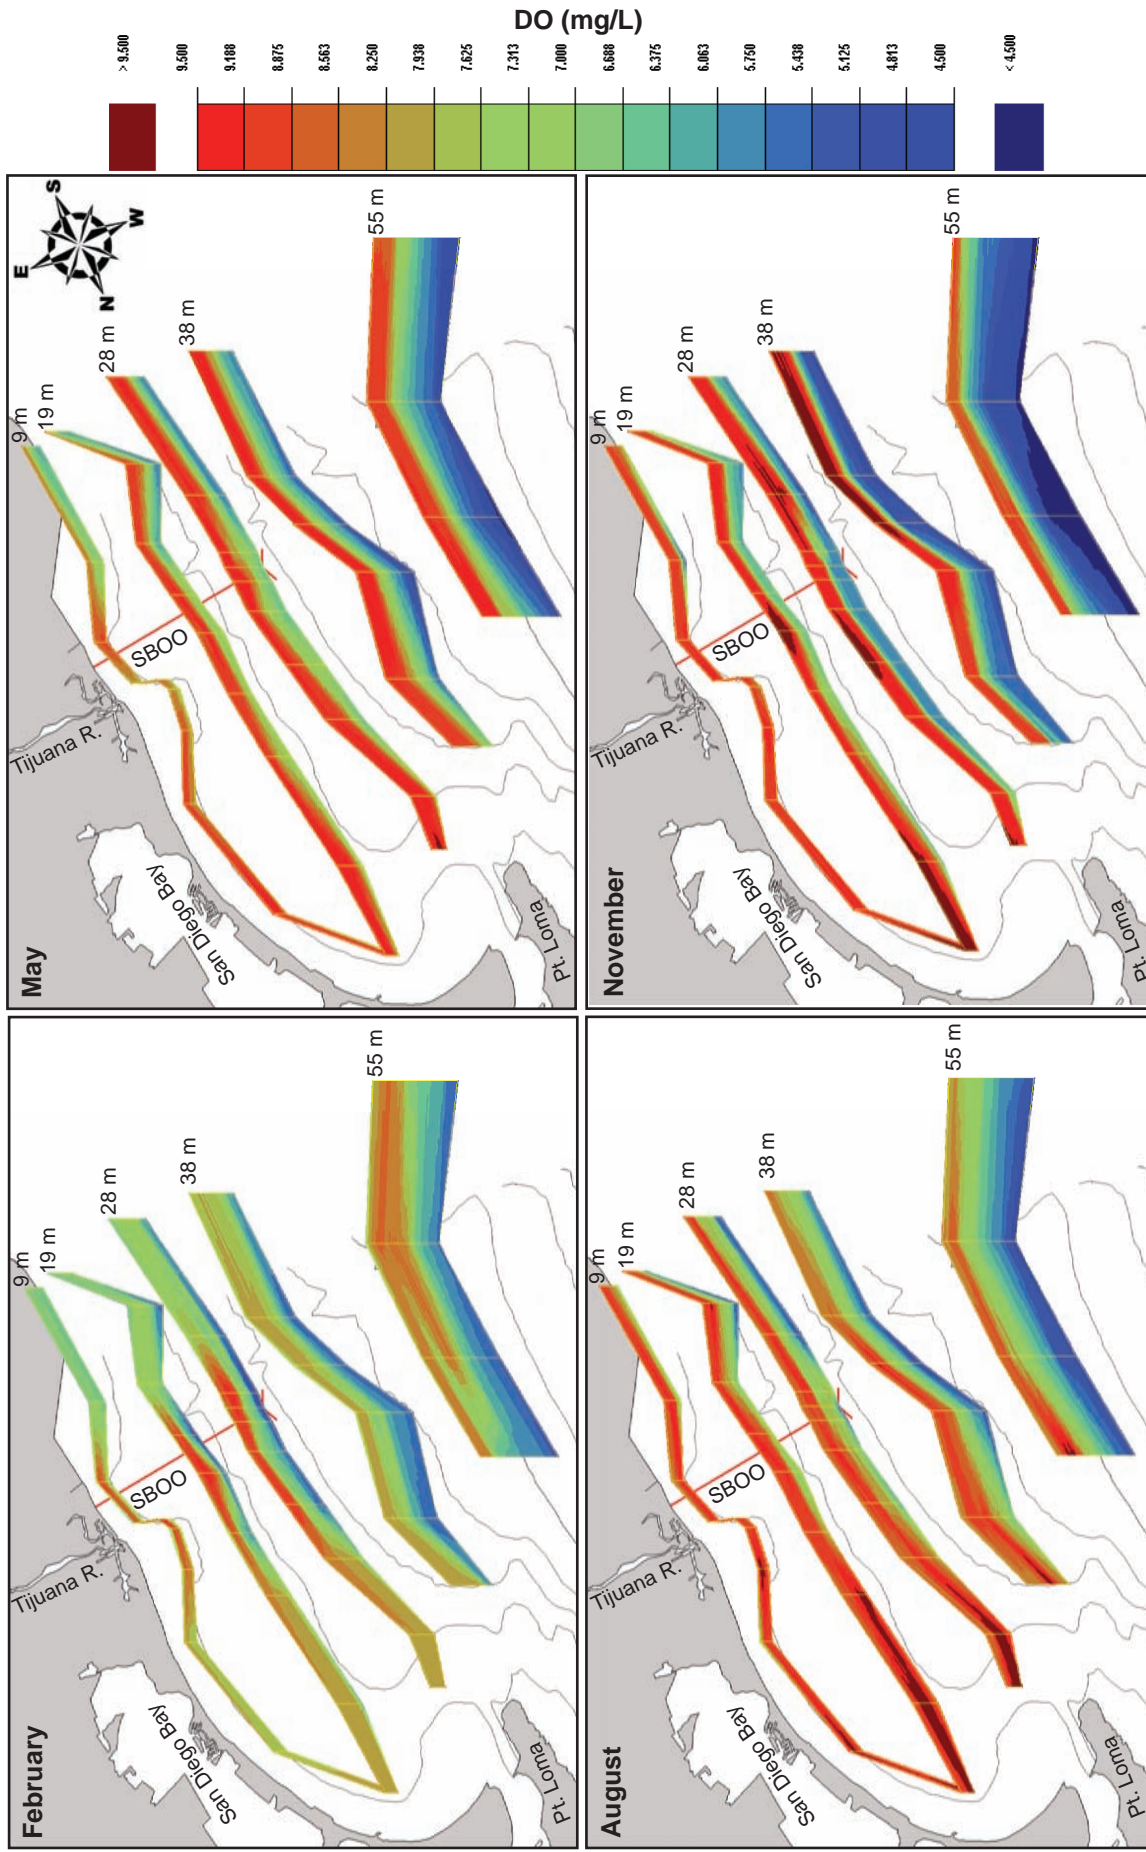 DO (mg/L)
> 9.500
9.500
9.188
8.875
8.563
8.250
7.938
7.625
7.313
7.000
6.688
6.375
6.063
5.750
5.438
5.125
4.813
4.500
< 4.500
May
E
S
N
W
9 m
19 m
28 m
38 m
55 m
SBOO
Tijuana R.
San Diego Bay
Pt. Loma
November
9 m
19 m
28 m
38 m
55 m
SBOO
Tijuana R.
San Diego Bay
Pt. Loma
February
9 m
19 m
28 m
38 m
55 m
SBOO
Tijuana R.
San Diego Bay
Pt. Loma
August
9 m
19 m
28 m
38 m
55 m
SBOO
Tijuana R.
San Diego Bay
Pt. Loma